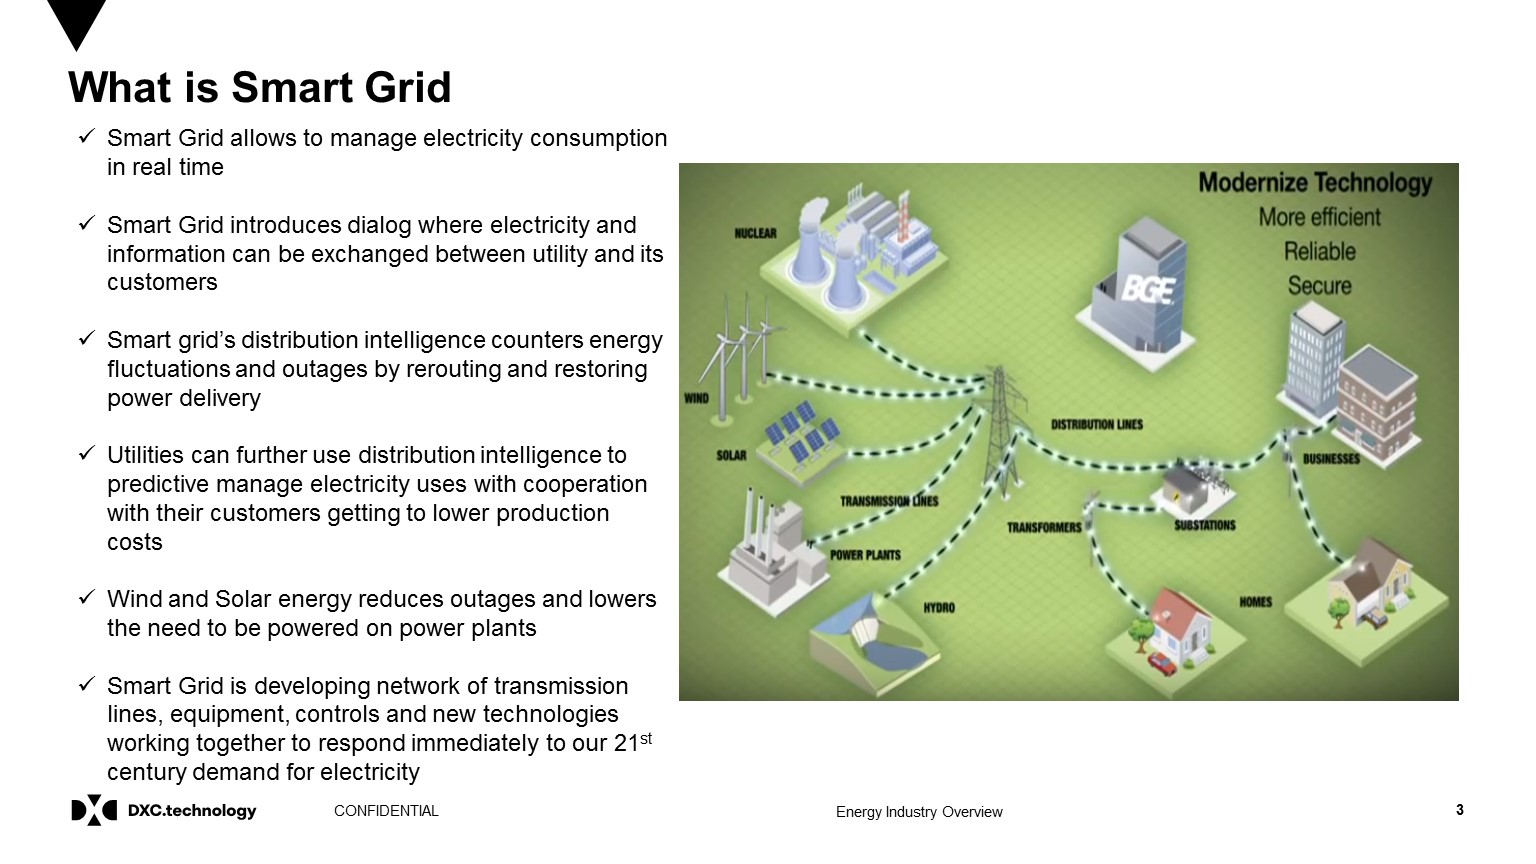 What is Smart Grid
✓ Smart Grid allows to manage electricity consumption
in real time
✓ Smart Grid introduces dialog where electricity and
information can be exchanged between utility and its
customers
✓ Smart grid’s distribution intelligence counters energy
fluctuations and outages by rerouting and restoring
power delivery
✓ Utilities can further use distribution intelligence to
predictive manage electricity uses with cooperation
with their customers getting to lower production
costs
✓ Wind and Solar energy reduces outages and lowers
the need to be powered on power plants
✓ Smart Grid is developing network of transmission
lines, equipment, controls and new technologies
working together to respond immediately to our 21st
century demand for electricity
Modernize Technology
More efficient
Reliable
Secure
NUCLEAR
BGE
WIND
SOLAR
DISTRIBUTION LINES
BUSINESSES
TRANSMISSION LINES
TRANSFORMERS
SUBSTATIONS
POWER PLANTS
HYDRO
HOMES
DXC.technology
CONFIDENTIAL
Energy Industry Overview
3